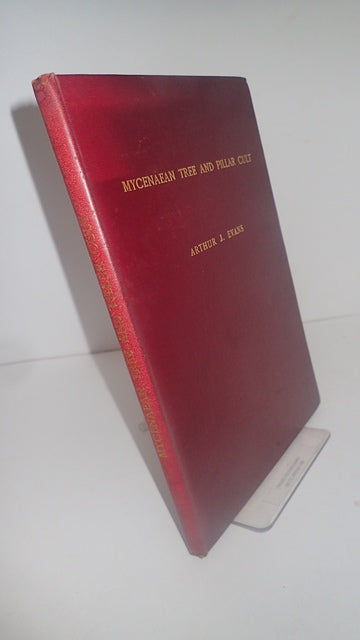 MYCENAEAN TREE AND PILLAR CULT
ARTHUR J. EVANS